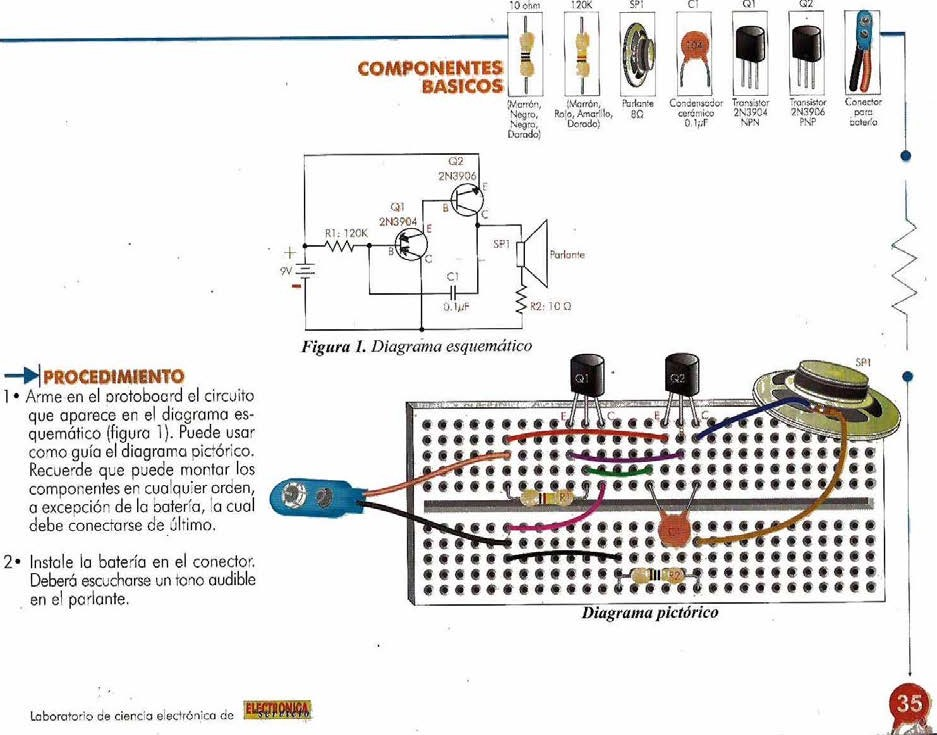 10 ohm
120K
SP1
C1
Q1
Q2
104
COMPONENTES
BASICOS
(Marrón,
Negro,
Negro,
Dorado)
(Marrón,
Rojo, Amarillo,
Dorado)
Parlante
8Ω
Condensador
cerámico
0.1μF
Transistor
2N3904
NPN
Transistor
2N3906
PNP
Conector
para
batería
Q2
2N3906
E
B
C
Q1
2N3904
E
B
C
R1: 120K
+
9V
-
C1
0.1μF
SP1
Parlante
R2: 10 Ω
Figura 1. Diagrama esquemático
PROCEDIMIENTO
1• Arme en el protoboard el circuito
que aparece en el diagrama es-
quemático (figura 1). Puede usar
como guía el diagrama pictórico.
Recuerde que puede montar los
componentes en cualquier orden,
a excepción de la batería, la cual
debe conectarse de último.
2• Instale la batería en el conector.
Deberá escucharse un tono audible
en el parlante.
Q1
Q2
SP1
E
C
E
C
R1
C1
R2
Diagrama pictórico
Laboratorio de ciencia electrónica de
ELECTRONICA
servicio
35